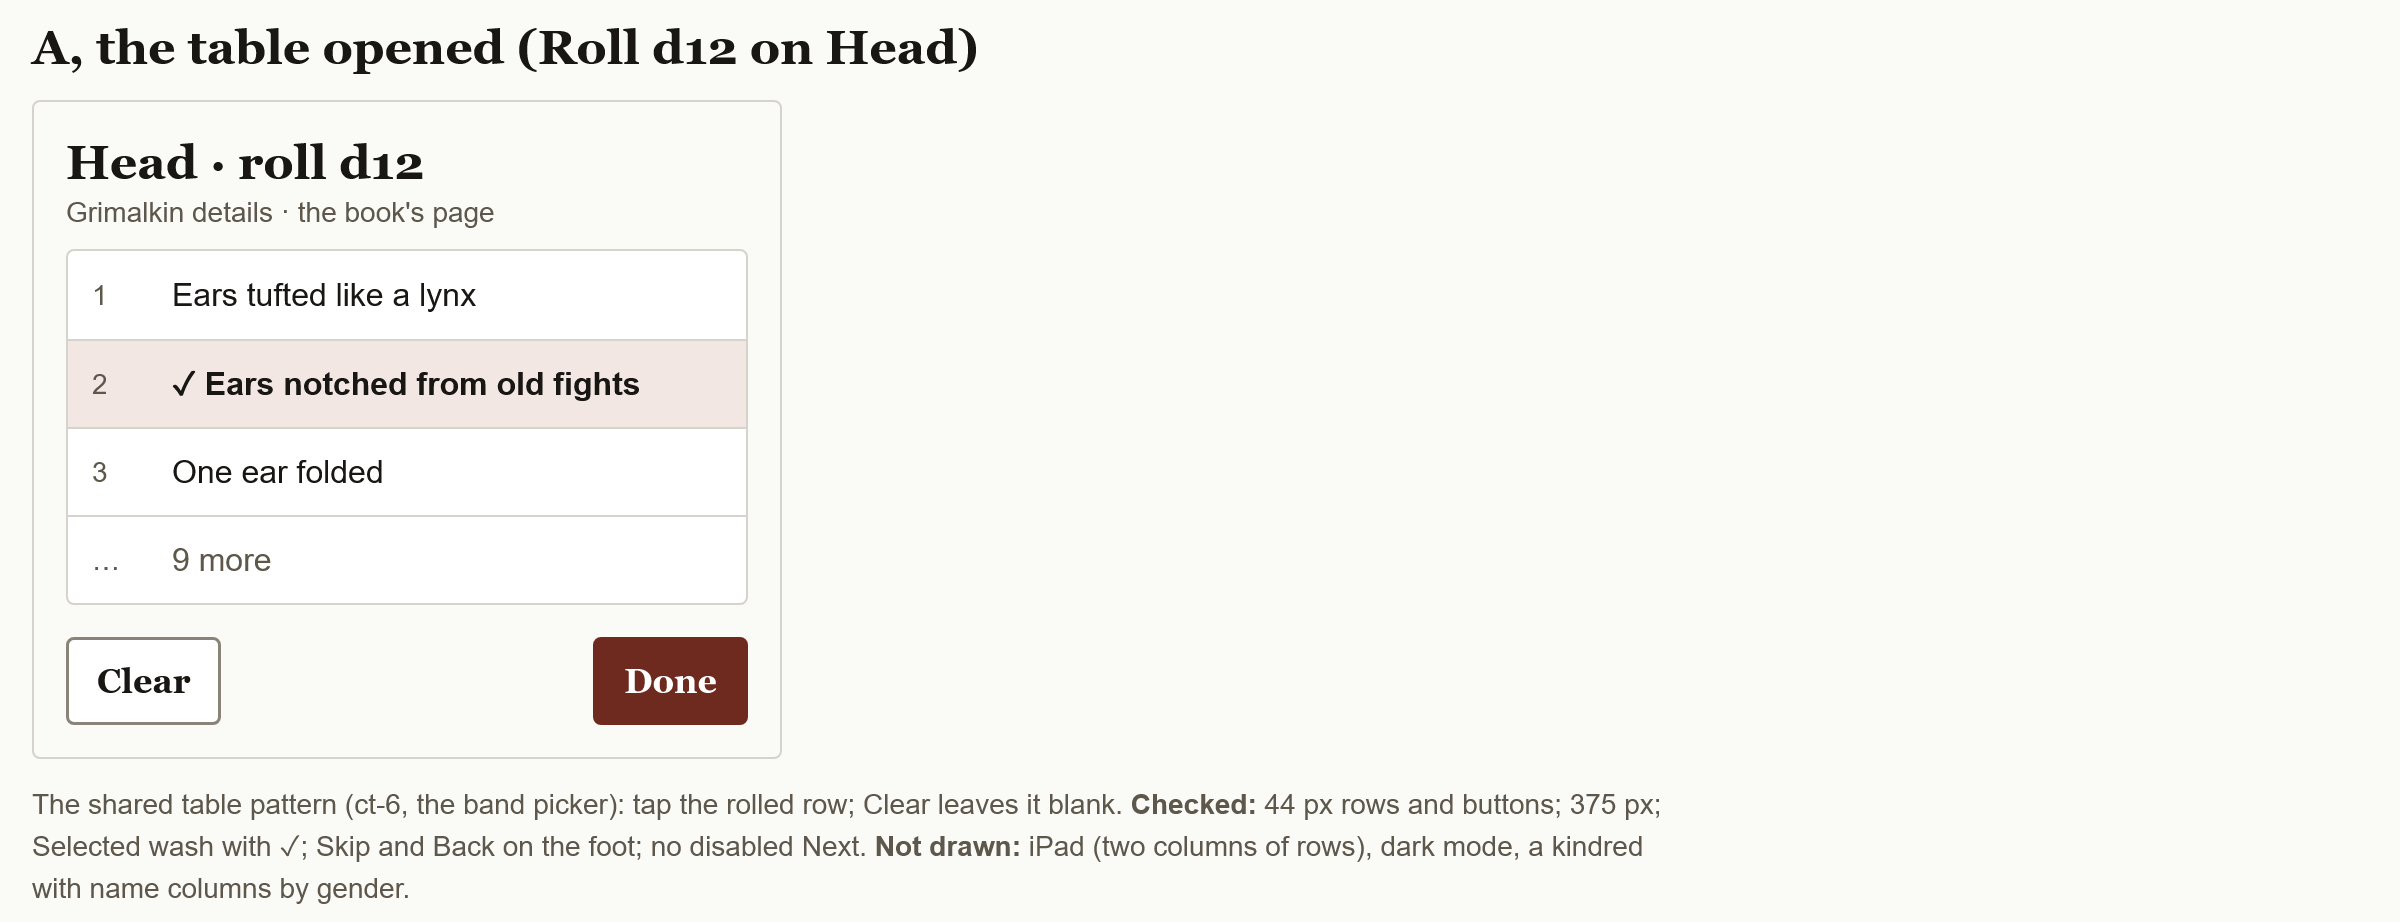 A, the table opened (Roll d12 on Head)
Head · roll d12
Grimalkin details · the book's page
1 Ears tufted like a lynx
2 ✓ Ears notched from old fights
3 One ear folded
… 9 more
Clear Done
The shared table pattern (ct-6, the band picker): tap the rolled row; Clear leaves it blank. Checked: 44 px rows and buttons; 375 px;
Selected wash with ✓; Skip and Back on the foot; no disabled Next. Not drawn: iPad (two columns of rows), dark mode, a kindred
with name columns by gender.